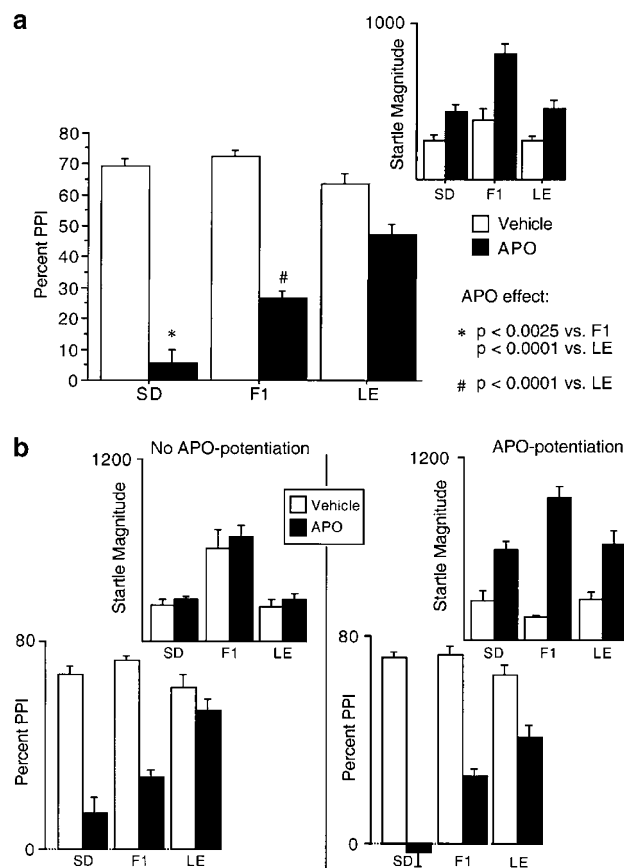 a
1000
Startle Magnitude
SD F1 LE
Vehicle
APO
80
70
60
50
40
30
20
10
0
Percent PPI
*
#
SD F1 LE
APO effect:
* p < 0.0025 vs. F1
p < 0.0001 vs. LE
# p < 0.0001 vs. LE
b
No APO-potentiation
1200
Startle Magnitude
Vehicle
APO
SD F1 LE
80
Percent PPI
0
SD F1 LE
APO-potentiation
1200
Startle Magnitude
SD F1 LE
80
Percent PPI
0
SD F1 LE